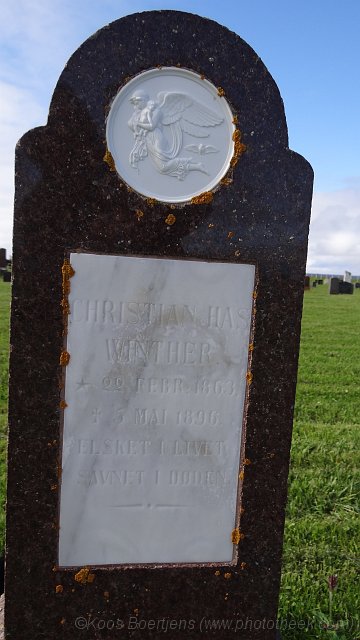 CHRISTIAN HAS
WINTHER
* 22 FEBR. 1863
† 5 MAI 1896
ELSKET I LIVET
SAVNET I DØDEN
©Koos Boertjens (www.phototheek.com)